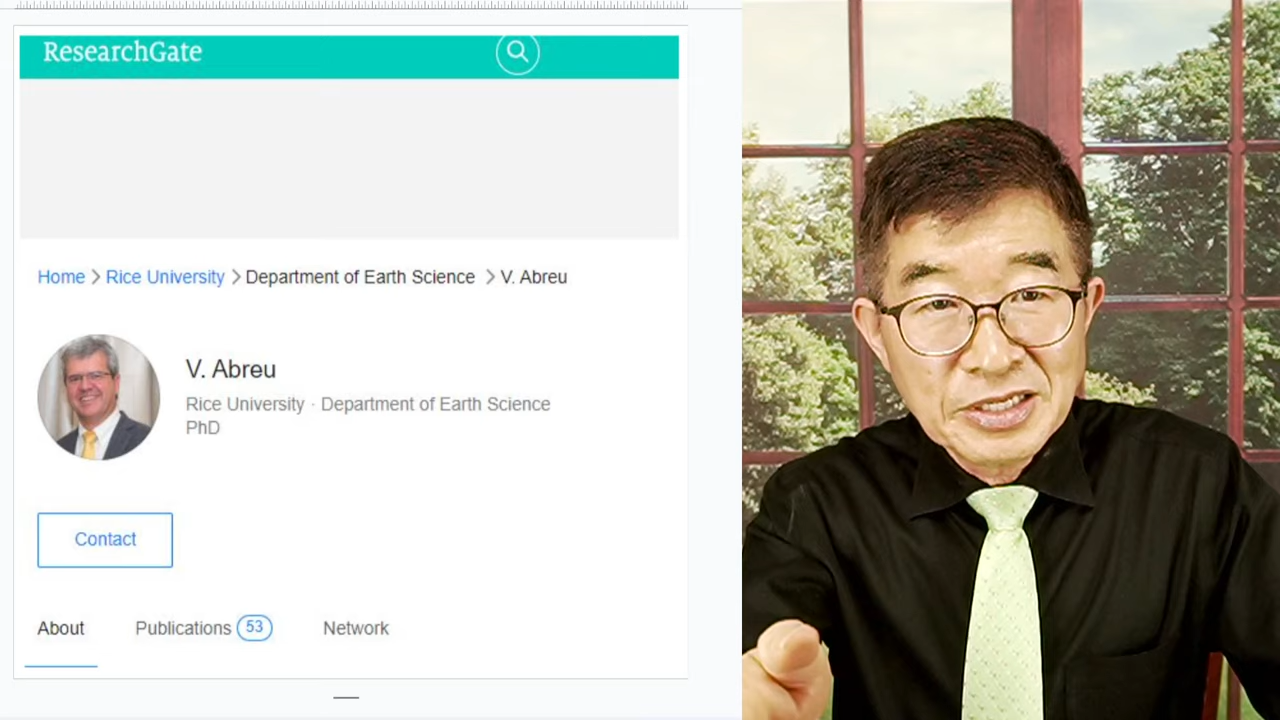 ResearchGate
Home > Rice University > Department of Earth Science > V. Abreu
V. Abreu
Rice University · Department of Earth Science
PhD
Contact
About Publications 53 Network